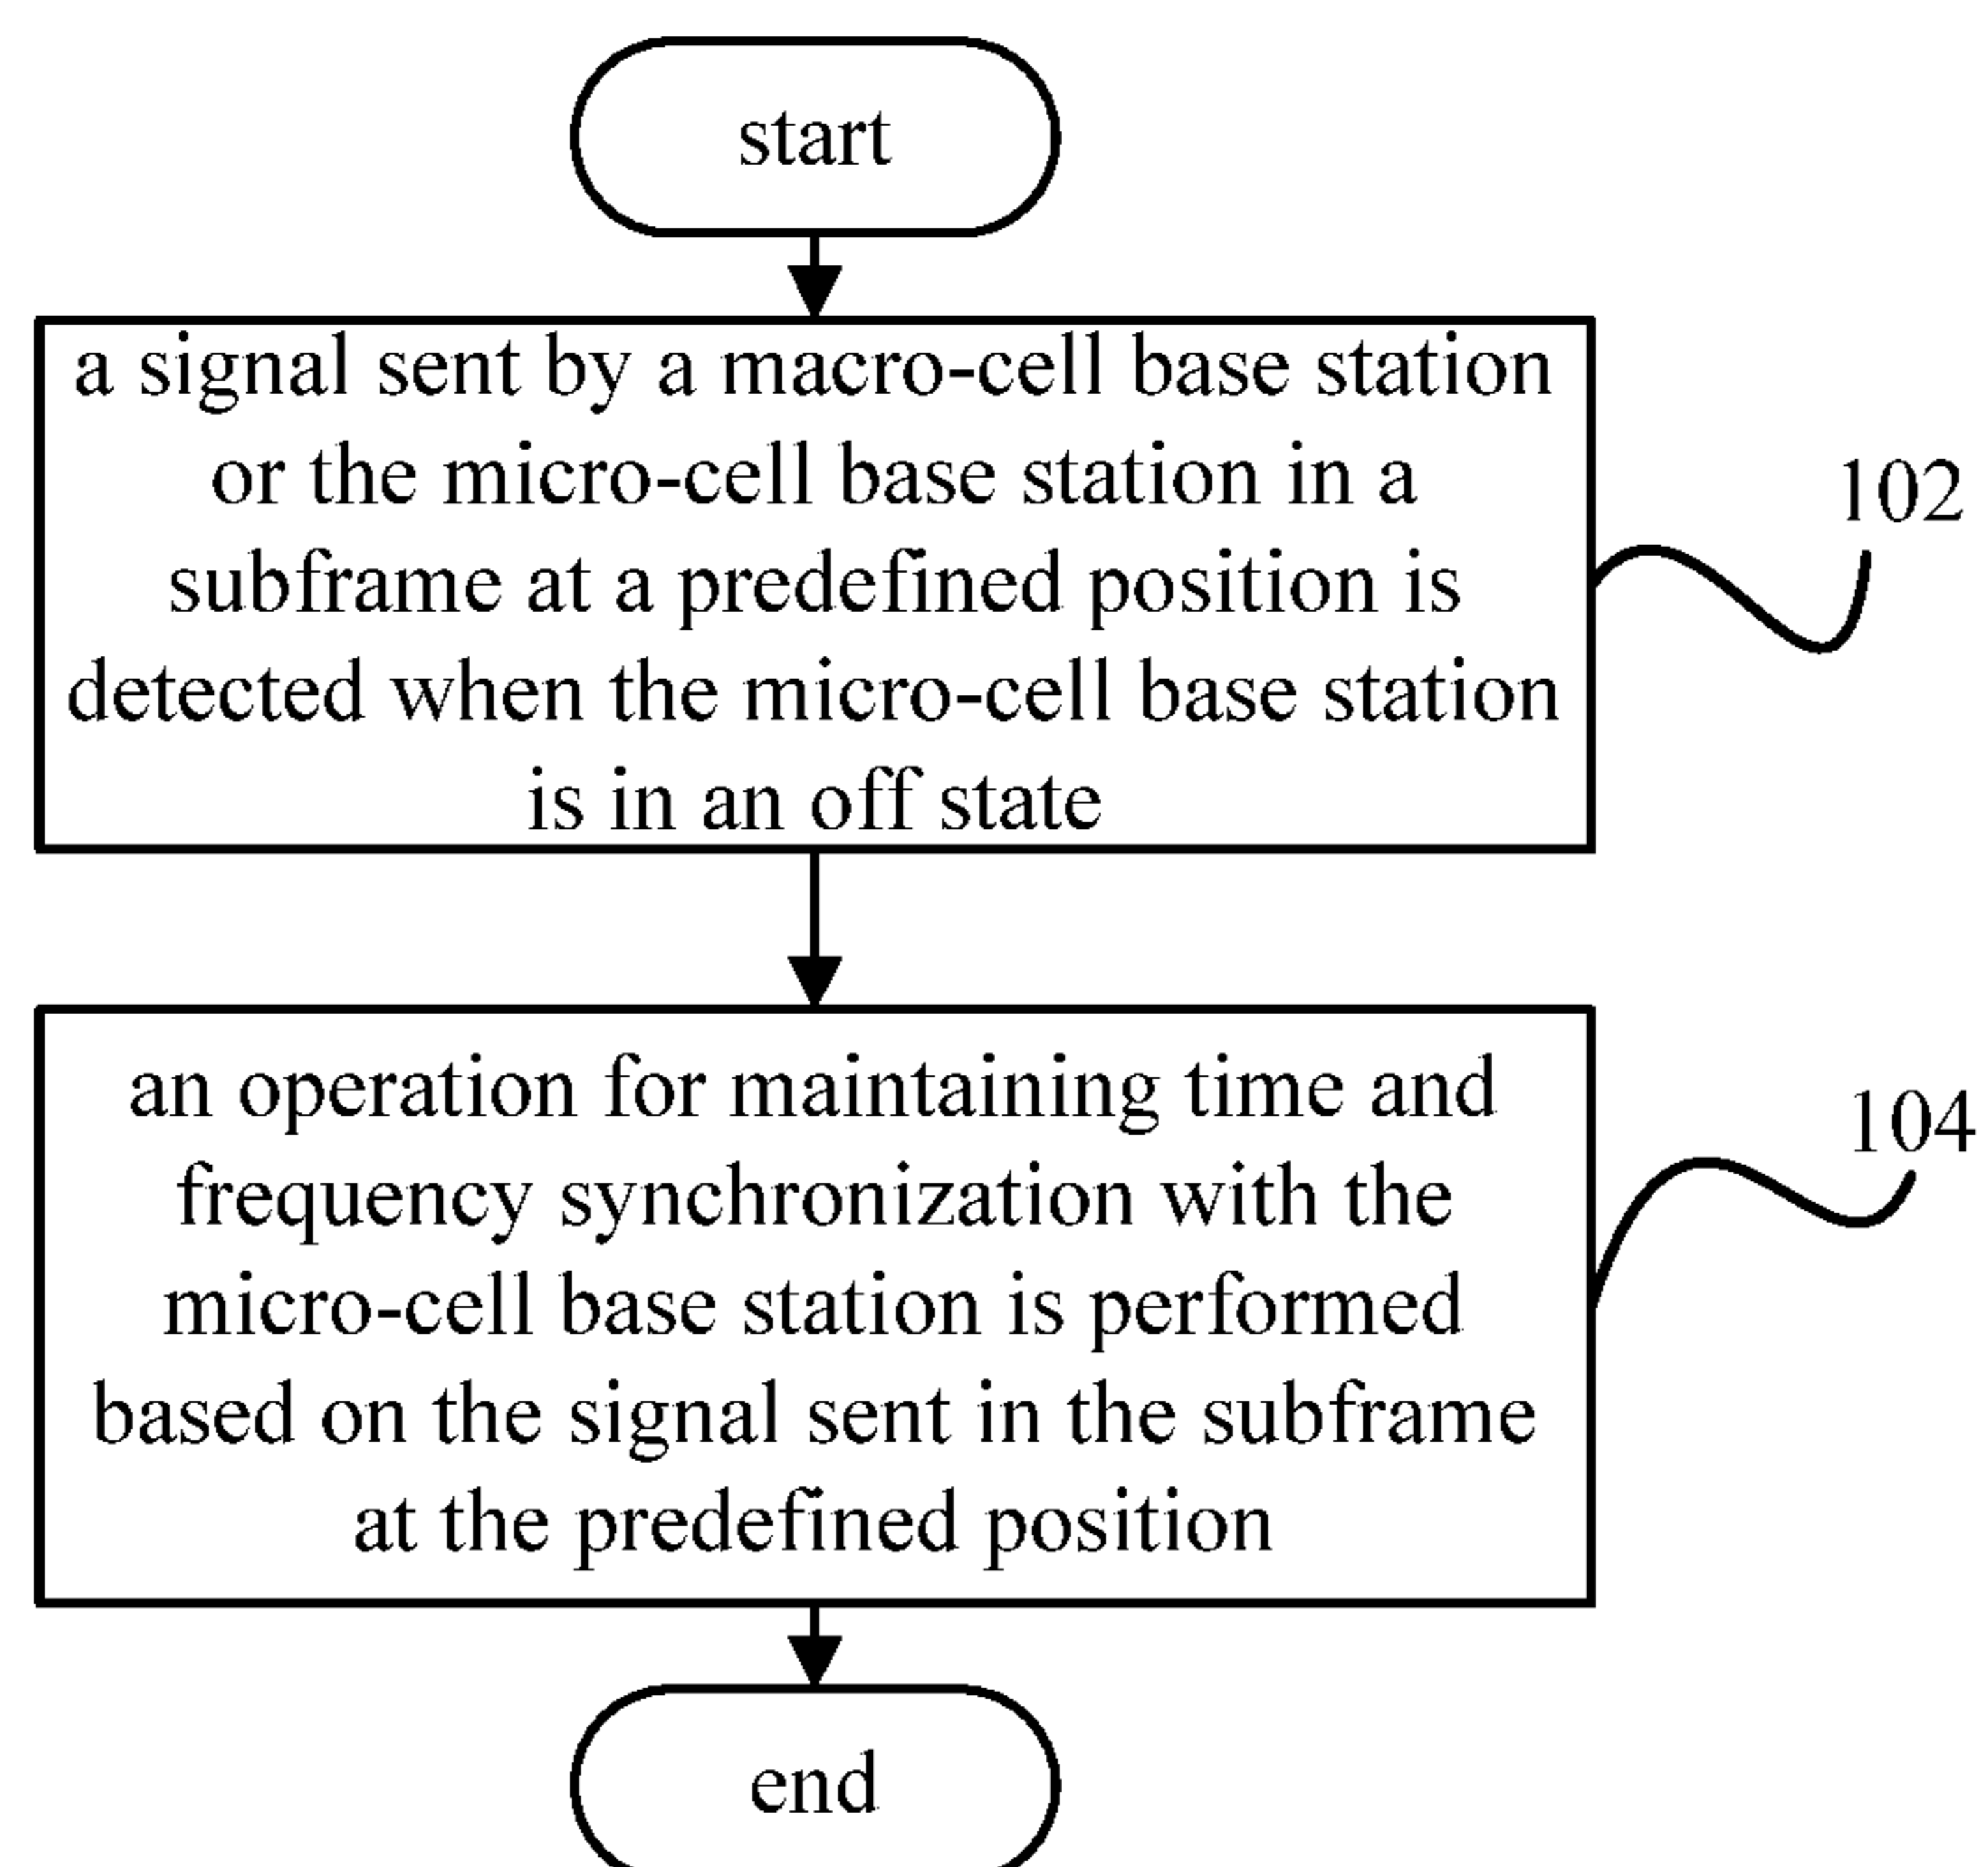 start
a signal sent by a macro-cell base station
or the micro-cell base station in a
subframe at a predefined position is
detected when the micro-cell base station
is in an off state
102
an operation for maintaining time and
frequency synchronization with the
micro-cell base station is performed
based on the signal sent in the subframe
at the predefined position
104
end